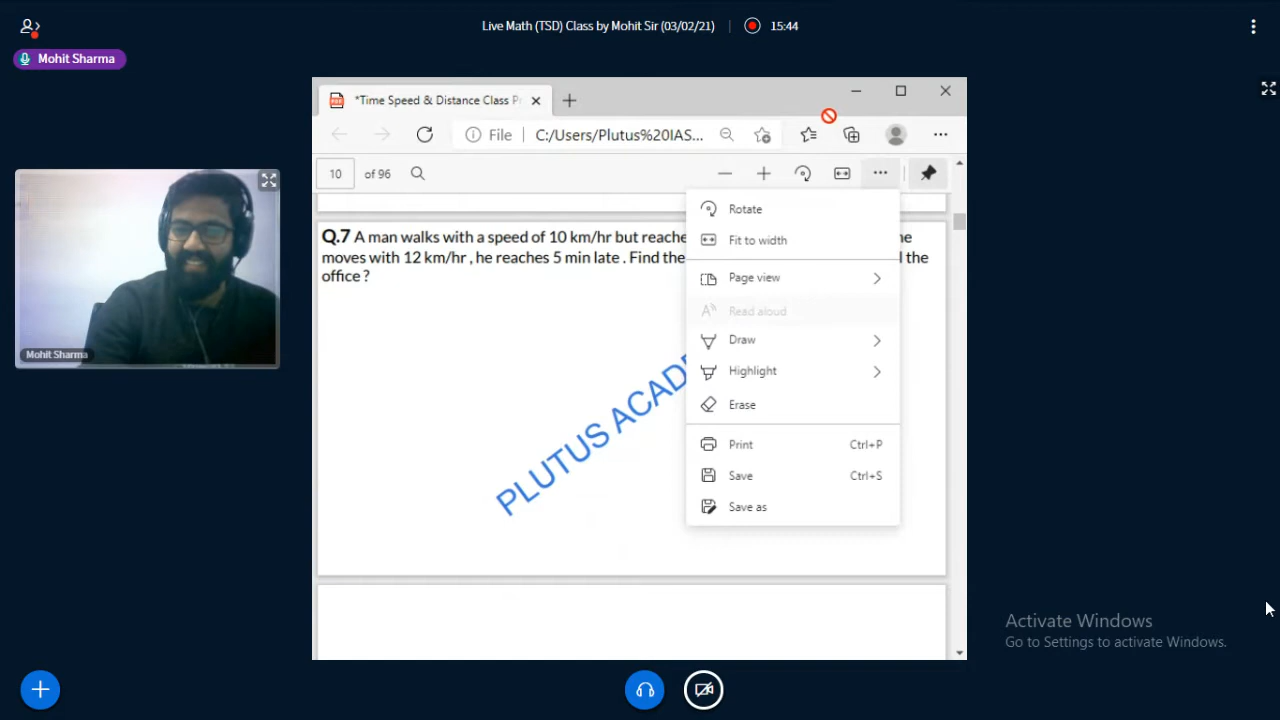 Live Math (TSD) Class by Mohit Sir (03/02/21)
15:44
Mohit Sharma
*Time Speed & Distance Class Pr
File
C:/Users/Plutus%20IAS...
10
of 96
Rotate
Fit to width
Page view
Read aloud
Draw
Highlight
Erase
Print
Ctrl+P
Save
Ctrl+S
Save as
Q.7 A man walks with a speed of 10 km/hr but reache
moves with 12 km/hr , he reaches 5 min late . Find the
the
office ?
PLUTUS ACAD
Mohit Sharma
Activate Windows
Go to Settings to activate Windows.